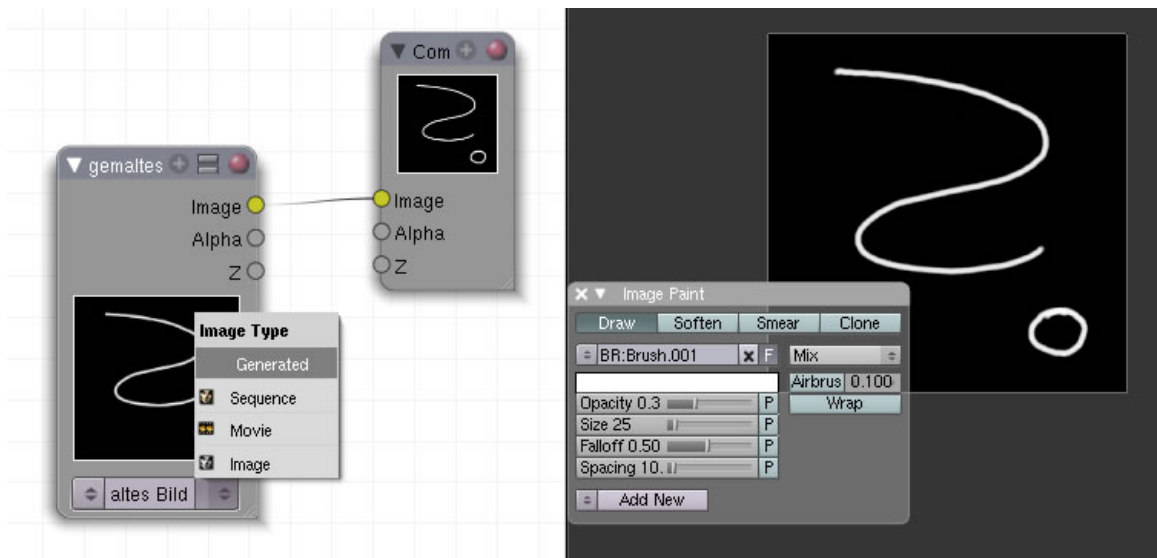 Com
gemaltes
Image
Alpha
Z
Image
Alpha
Z
Image Type
Generated
Sequence
Movie
Image
altes Bild
Image Paint
Draw Soften Smear Clone
BR:Brush.001 F Mix
Airbrus 0.100
Opacity 0.3 P Wrap
Size 25 P
Falloff 0.50 P
Spacing 10. P
Add New